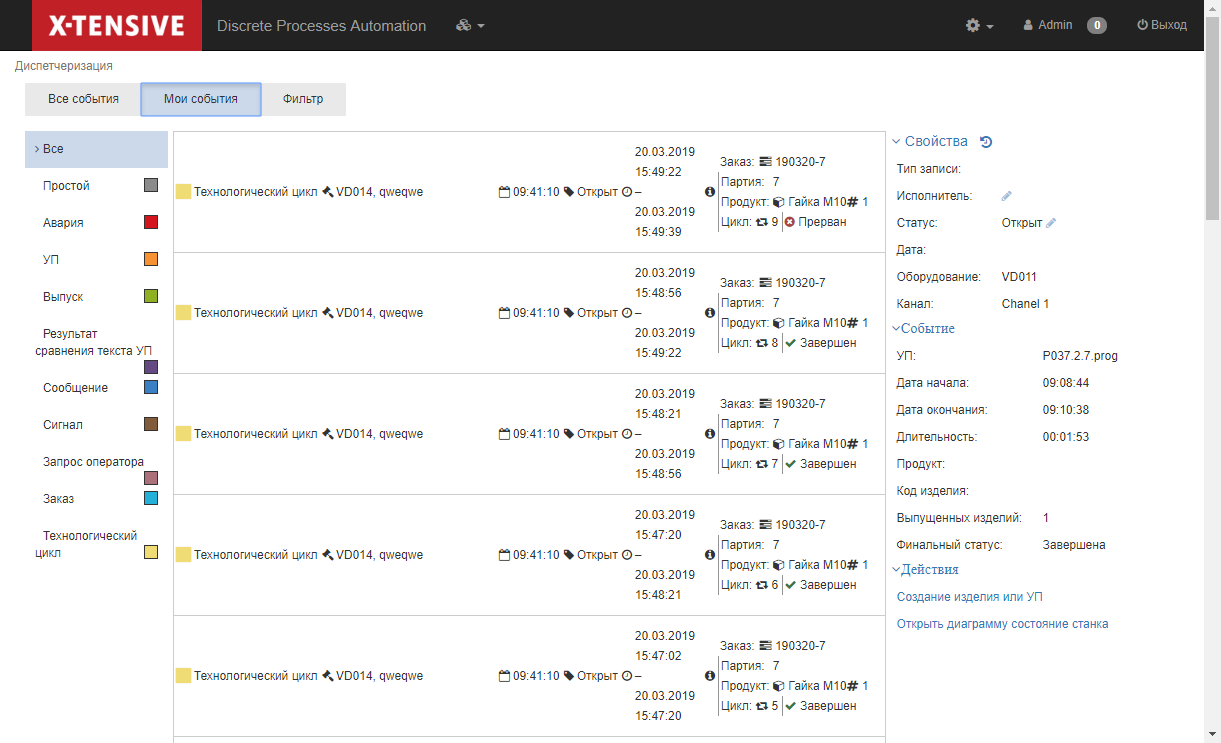 X-TENSIVE
Discrete Processes Automation
Admin
0
Выход
Диспетчеризация
Все события
Мои события
Фильтр
Все
Простой
Авария
УП
Выпуск
Результат
сравнения текста УП
Сообщение
Сигнал
Запрос оператора
Заказ
Технологический
цикл
Технологический цикл VD014, qweqwe
09:41:10 Открыт
20.03.2019
15:49:22
–
20.03.2019
15:49:39
Заказ: 190320-7
Партия: 7
Продукт: Гайка М10# 1
Цикл: 9 Прерван
Технологический цикл VD014, qweqwe
09:41:10 Открыт
20.03.2019
15:48:56
–
20.03.2019
15:49:22
Заказ: 190320-7
Партия: 7
Продукт: Гайка М10# 1
Цикл: 8 Завершен
Технологический цикл VD014, qweqwe
09:41:10 Открыт
20.03.2019
15:48:21
–
20.03.2019
15:48:56
Заказ: 190320-7
Партия: 7
Продукт: Гайка М10# 1
Цикл: 7 Завершен
Технологический цикл VD014, qweqwe
09:41:10 Открыт
20.03.2019
15:47:20
–
20.03.2019
15:48:21
Заказ: 190320-7
Партия: 7
Продукт: Гайка М10# 1
Цикл: 6 Завершен
Технологический цикл VD014, qweqwe
09:41:10 Открыт
20.03.2019
15:47:02
–
20.03.2019
15:47:20
Заказ: 190320-7
Партия: 7
Продукт: Гайка М10# 1
Цикл: 5 Завершен
Свойства
Тип записи:
Исполнитель:
Статус: Открыт
Дата:
Оборудование: VD011
Канал: Chanel 1
Событие
УП: P037.2.7.prog
Дата начала: 09:08:44
Дата окончания: 09:10:38
Длительность: 00:01:53
Продукт:
Код изделия:
Выпущенных изделий: 1
Финальный статус: Завершена
Действия
Создание изделия или УП
Открыть диаграмму состояние станка